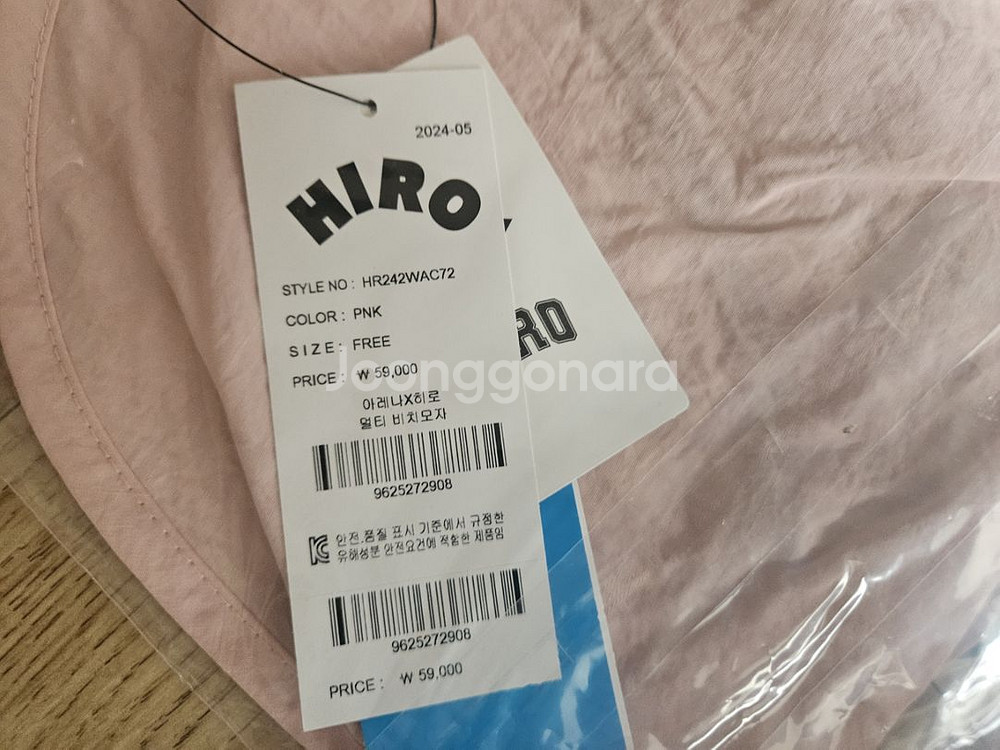 2024-05
HIRO
STYLE NO : HR242WAC72
COLOR : PNK
SIZE : FREE
PRICE : ₩ 59,000
아레나X히로
멀티 비치모자
9625272908
안전.품질 표시 기준에서 규정한
유해성분 안전요건에 적합한 제품임
9625272908
PRICE : ₩ 59,000
RO
Joonggonara